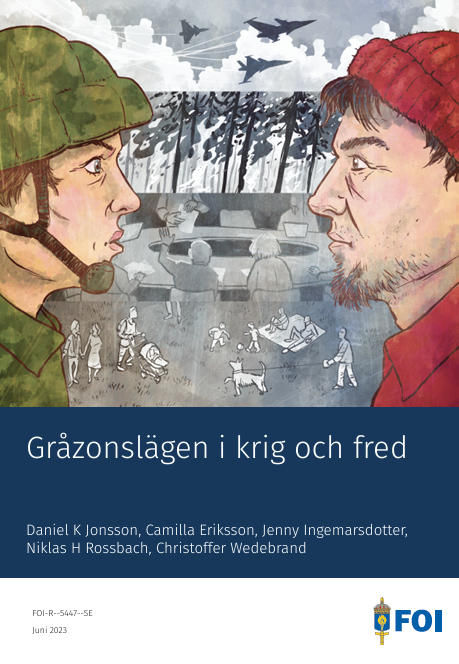 Gråzonslägen i krig och fred
Daniel K Jonsson, Camilla Eriksson, Jenny Ingemarsdotter,
Niklas H Rossbach, Christoffer Wedebrand
FOI-R--5447--SE
Juni 2023
FOI